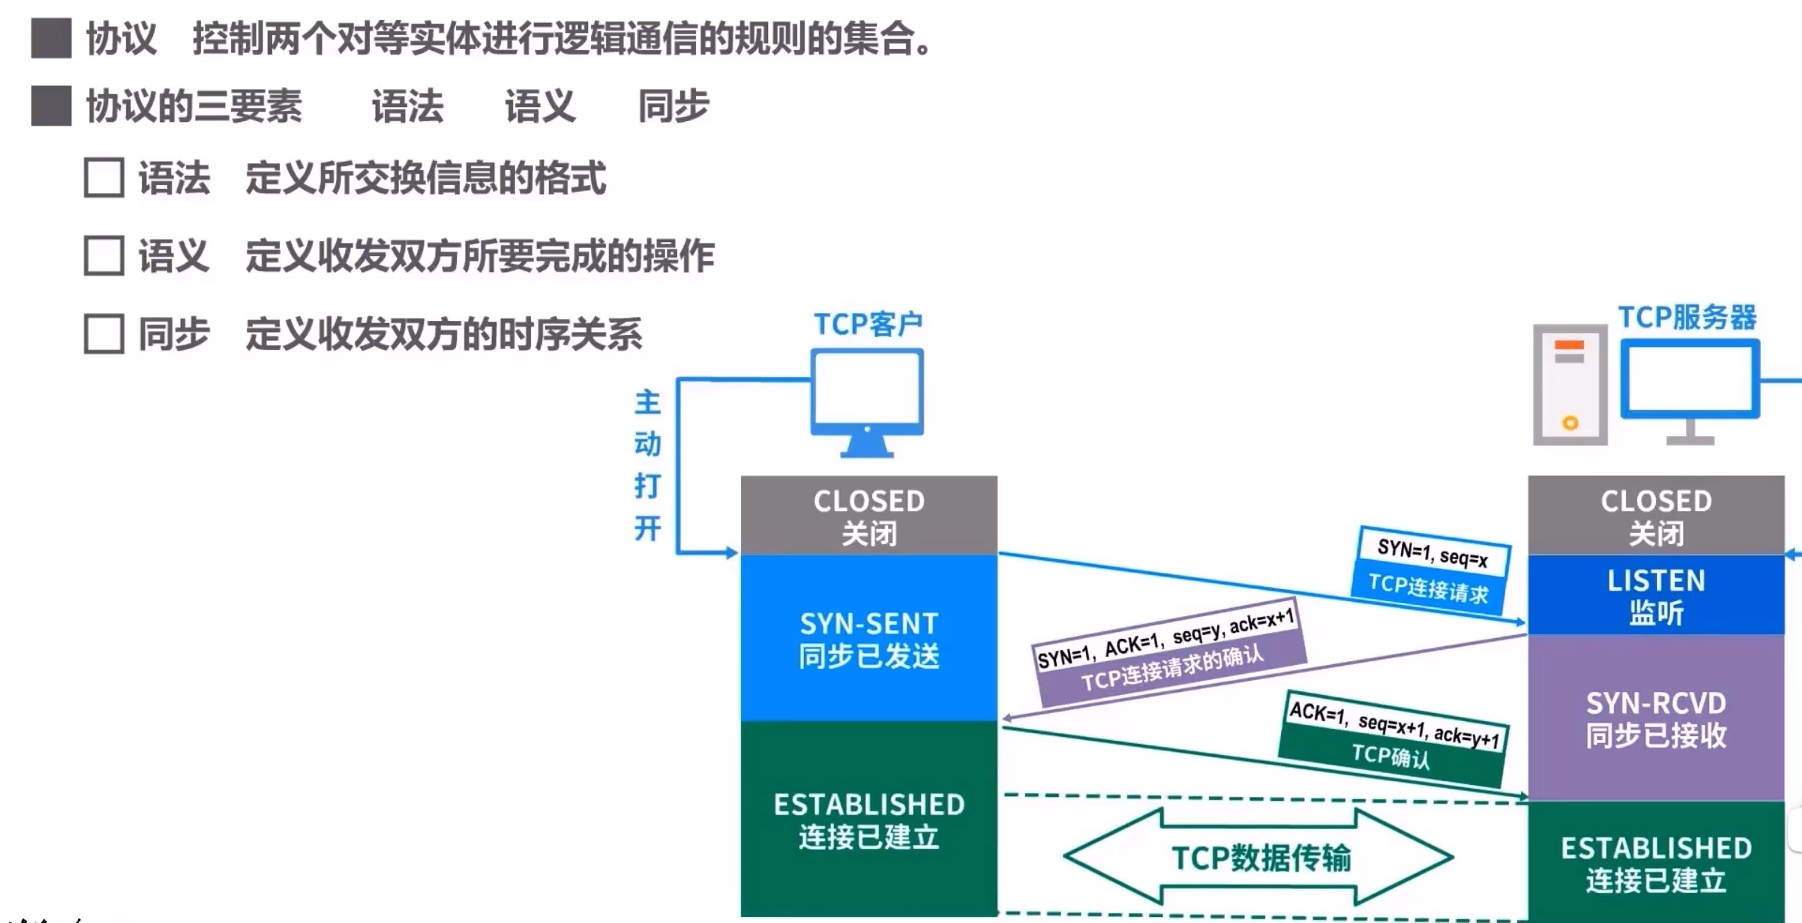 协议 控制两个对等实体进行逻辑通信的规则的集合。
协议的三要素 语法 语义 同步
语法 定义所交换信息的格式
语义 定义收发双方所要完成的操作
同步 定义收发双方的时序关系
TCP客户
TCP服务器
主动打开
CLOSED
关闭
CLOSED
关闭
SYN=1, seq=x
TCP连接请求
LISTEN
监听
SYN-SENT
同步已发送
SYN=1, ACK=1, seq=y, ack=x+1
TCP连接请求的确认
SYN-RCVD
同步已接收
ACK=1, seq=x+1, ack=y+1
TCP确认
ESTABLISHED
连接已建立
TCP数据传输
ESTABLISHED
连接已建立